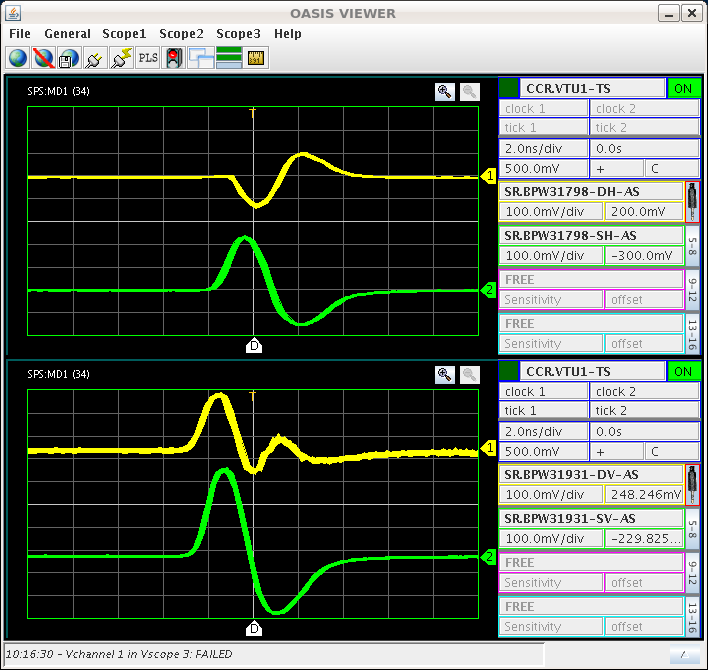 OASIS VIEWER
File General Scope1 Scope2 Scope3 Help
PLS
SPS:MD1 (34)
T
1
2
D
CCR.VTU1-TS ON
clock 1 clock 2
tick 1 tick 2
2.0ns/div 0.0s
500.0mV + C
SR.BPW31798-DH-AS
100.0mV/div 200.0mV
SR.BPW31798-SH-AS
100.0mV/div -300.0mV
5-8
FREE
Sensitivity offset
9-12
FREE
Sensitivity offset
13-16
SPS:MD1 (34)
T
1
2
D
CCR.VTU1-TS ON
clock 1 clock 2
tick 1 tick 2
2.0ns/div 0.0s
500.0mV + C
SR.BPW31931-DV-AS
100.0mV/div 248.246mV
SR.BPW31931-SV-AS
100.0mV/div -229.825...
5-8
FREE
Sensitivity offset
9-12
FREE
Sensitivity offset
13-16
10:16:30 - Vchannel 1 in Vscope 3: FAILED